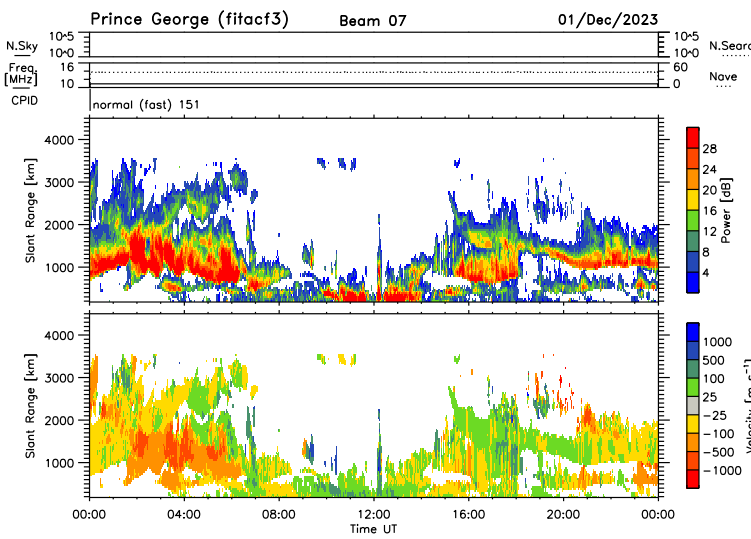 Prince George (fitacf3) Beam 07 01/Dec/2023
N.Sky 10^5 10^0 10^5 10^0 N.Sear
Freq [MHz] 16 10 60 0 Nave
CPID normal (fast) 151
Slant Range [km] 4000 3000 2000 1000
Power [dB] 28 24 20 16 12 8 4
Slant Range [km] 4000 3000 2000 1000
Velocity [m s⁻¹] 1000 500 100 25 −25 −100 −500 −1000
00:00 04:00 08:00 12:00 16:00 20:00 00:00
Time UT